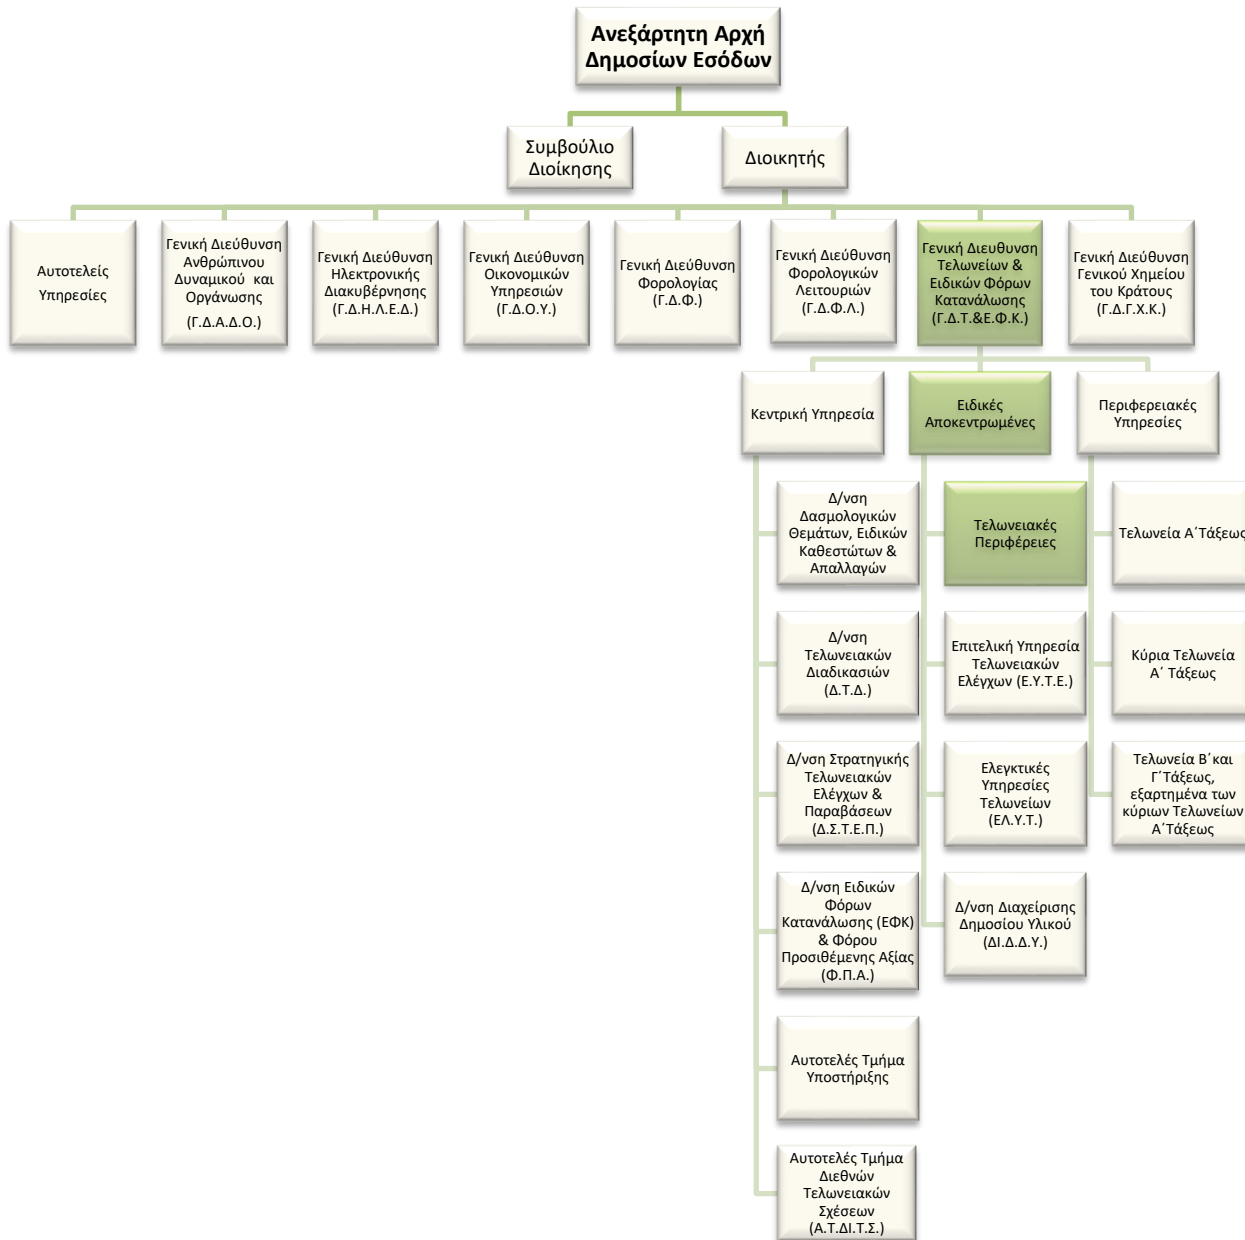 Ανεξάρτητη Αρχή
Δημοσίων Εσόδων
Συμβούλιο
Διοίκησης
Διοικητής
Αυτοτελείς
Υπηρεσίες
Γενική Διεύθυνση
Ανθρώπινου
Δυναμικού και
Οργάνωσης
(Γ.Δ.Α.Δ.Ο.)
Γενική Διεύθυνση
Ηλεκτρονικής
Διακυβέρνησης
(Γ.Δ.Η.Λ.Ε.Δ.)
Γενική Διεύθυνση
Οικονομικών
Υπηρεσιών
(Γ.Δ.Ο.Υ.)
Γενική Διεύθυνση
Φορολογίας
(Γ.Δ.Φ.)
Γενική Διεύθυνση
Φορολογικών
Λειτουριών
(Γ.Δ.Φ.Λ.)
Γενική Διευθυνση
Τελωνείων &
Ειδικών Φόρων
Κατανάλωσης
(Γ.Δ.Τ.&Ε.Φ.Κ.)
Γενική Διεύθυνση
Γενικού Χημείου
του Κράτους
(Γ.Δ.Γ.Χ.Κ.)
Κεντρική Υπηρεσία
Ειδικές
Αποκεντρωμένες
Περιφερειακές
Υπηρεσίες
Δ/νση
Δασμολογικών
Θεμάτων, Ειδικών
Καθεστώτων &
Απαλλαγών
Τελωνειακές
Περιφέρειες
Τελωνεία Α΄Τάξεως
Δ/νση
Τελωνειακών
Διαδικασιών
(Δ.Τ.Δ.)
Επιτελική Υπηρεσία
Τελωνειακών
Ελέγχων (Ε.Υ.Τ.Ε.)
Κύρια Τελωνεία
Α΄ Τάξεως
Δ/νση Στρατηγικής
Τελωνειακών
Ελέγχων &
Παραβάσεων
(Δ.Σ.Τ.Ε.Π.)
Ελεγκτικές
Υπηρεσίες
Τελωνείων
(ΕΛ.Υ.Τ.)
Τελωνεία Β΄και
Γ΄Τάξεως,
εξαρτημένα των
κύριων Τελωνείων
Α΄Τάξεως
Δ/νση Ειδικών
Φόρων
Κατανάλωσης (ΕΦΚ)
& Φόρου
Προσιθέμενης Αξίας
(Φ.Π.Α.)
Δ/νση Διαχείρισης
Δημοσίου Υλικού
(ΔΙ.Δ.Δ.Υ.)
Αυτοτελές Τμήμα
Υποστήριξης
Αυτοτελές Τμήμα
Διεθνών
Τελωνειακών
Σχέσεων
(Α.Τ.ΔΙ.Τ.Σ.)